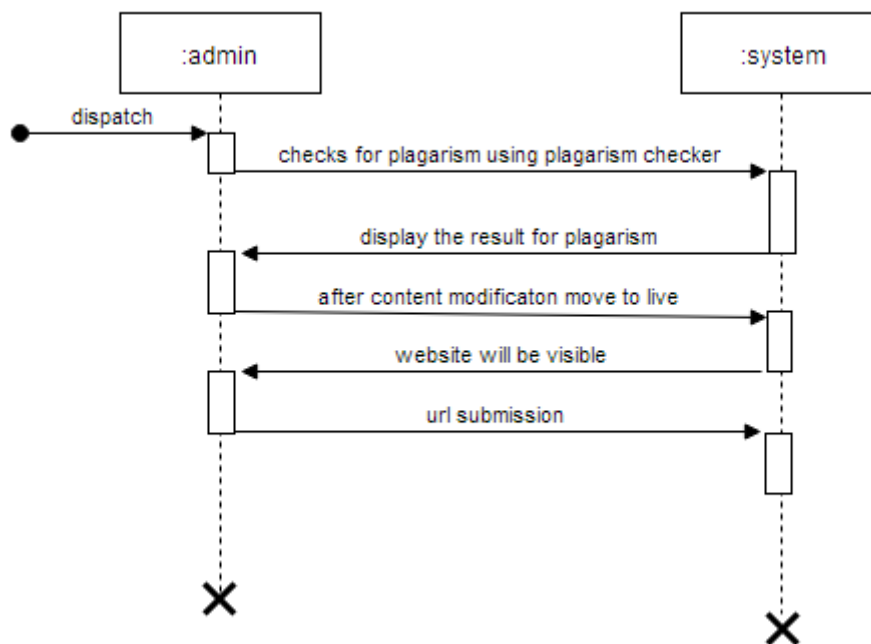 :admin
:system
dispatch
checks for plagarism using plagarism checker
display the result for plagarism
after content modificaton move to live
website will be visible
url submission